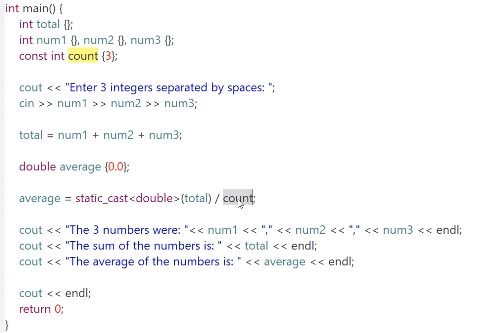 int main() {
int total {};
int num1 {}, num2 {}, num3 {};
const int count {3};
cout << "Enter 3 integers separated by spaces: ";
cin >> num1 >> num2 >> num3;
total = num1 + num2 + num3;
double average {0.0};
average = static_cast<double>(total) / count;
cout << "The 3 numbers were: "<< num1 << "," << num2 << "," << num3 << endl;
cout << "The sum of the numbers is: " << total << endl;
cout << "The average of the numbers is: " << average << endl;
cout << endl;
return 0;
}